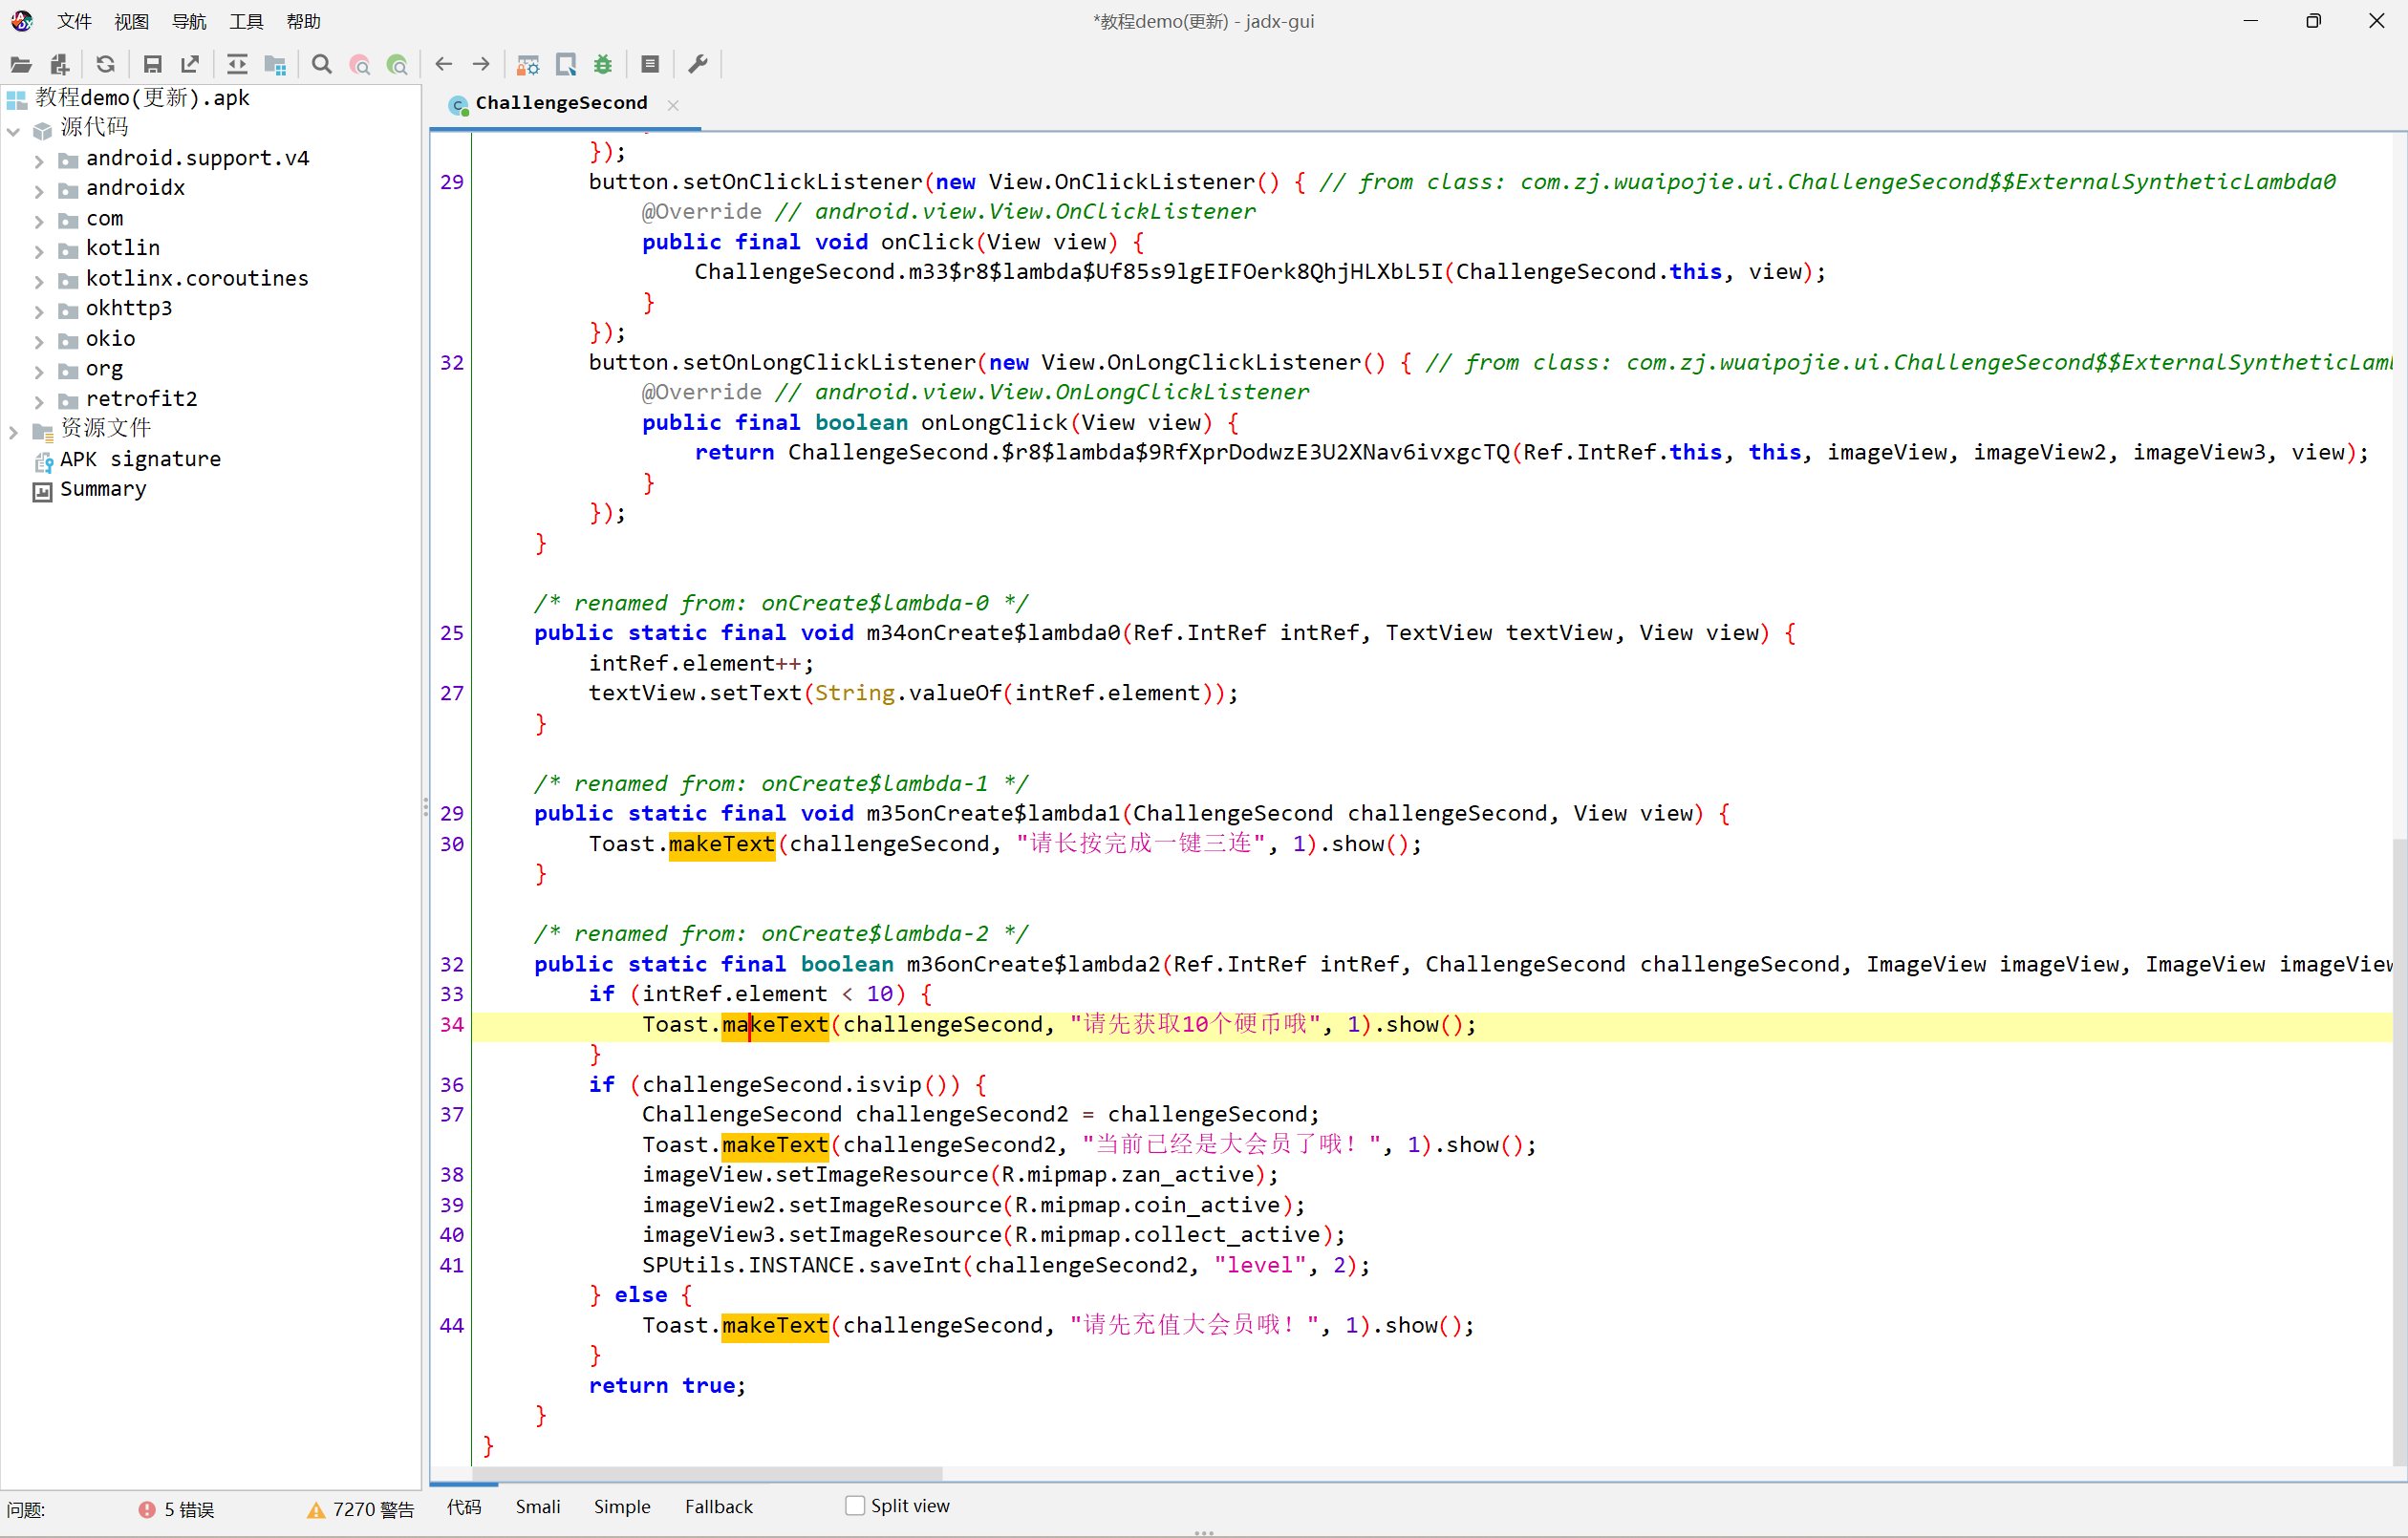 文件 视图 导航 工具 帮助
*教程demo(更新) - jadx-gui
教程demo(更新).apk
源代码
android.support.v4
androidx
com
kotlin
kotlinx.coroutines
okhttp3
okio
org
retrofit2
资源文件
APK signature
Summary
ChallengeSecond
});
29 button.setOnClickListener(new View.OnClickListener() { // from class: com.zj.wuaipojie.ui.ChallengeSecond$$ExternalSyntheticLambda0
@Override // android.view.View.OnClickListener
public final void onClick(View view) {
ChallengeSecond.m33$r8$lambda$Uf85s9lgEIFOerk8QhjHLXbL5I(ChallengeSecond.this, view);
}
});
32 button.setOnLongClickListener(new View.OnLongClickListener() { // from class: com.zj.wuaipojie.ui.ChallengeSecond$$ExternalSyntheticLam
@Override // android.view.View.OnLongClickListener
public final boolean onLongClick(View view) {
return ChallengeSecond.$r8$lambda$9RfXprDodwzE3U2XNav6ivxgcTQ(Ref.IntRef.this, this, imageView, imageView2, imageView3, view);
}
});
}
/* renamed from: onCreate$lambda-0 */
25 public static final void m34onCreate$lambda0(Ref.IntRef intRef, TextView textView, View view) {
intRef.element++;
27 textView.setText(String.valueOf(intRef.element));
}
/* renamed from: onCreate$lambda-1 */
29 public static final void m35onCreate$lambda1(ChallengeSecond challengeSecond, View view) {
30 Toast.makeText(challengeSecond, "请长按完成一键三连", 1).show();
}
/* renamed from: onCreate$lambda-2 */
32 public static final boolean m36onCreate$lambda2(Ref.IntRef intRef, ChallengeSecond challengeSecond, ImageView imageView, ImageView imageView
33 if (intRef.element < 10) {
34 Toast.makeText(challengeSecond, "请先获取10个硬币哦", 1).show();
}
36 if (challengeSecond.isvip()) {
37 ChallengeSecond challengeSecond2 = challengeSecond;
Toast.makeText(challengeSecond2, "当前已经是大会员了哦！", 1).show();
38 imageView.setImageResource(R.mipmap.zan_active);
39 imageView2.setImageResource(R.mipmap.coin_active);
40 imageView3.setImageResource(R.mipmap.collect_active);
41 SPUtils.INSTANCE.saveInt(challengeSecond2, "level", 2);
} else {
44 Toast.makeText(challengeSecond, "请先充值大会员哦！", 1).show();
}
return true;
}
}
问题: 5 错误 7270 警告 代码 Smali Simple Fallback Split view